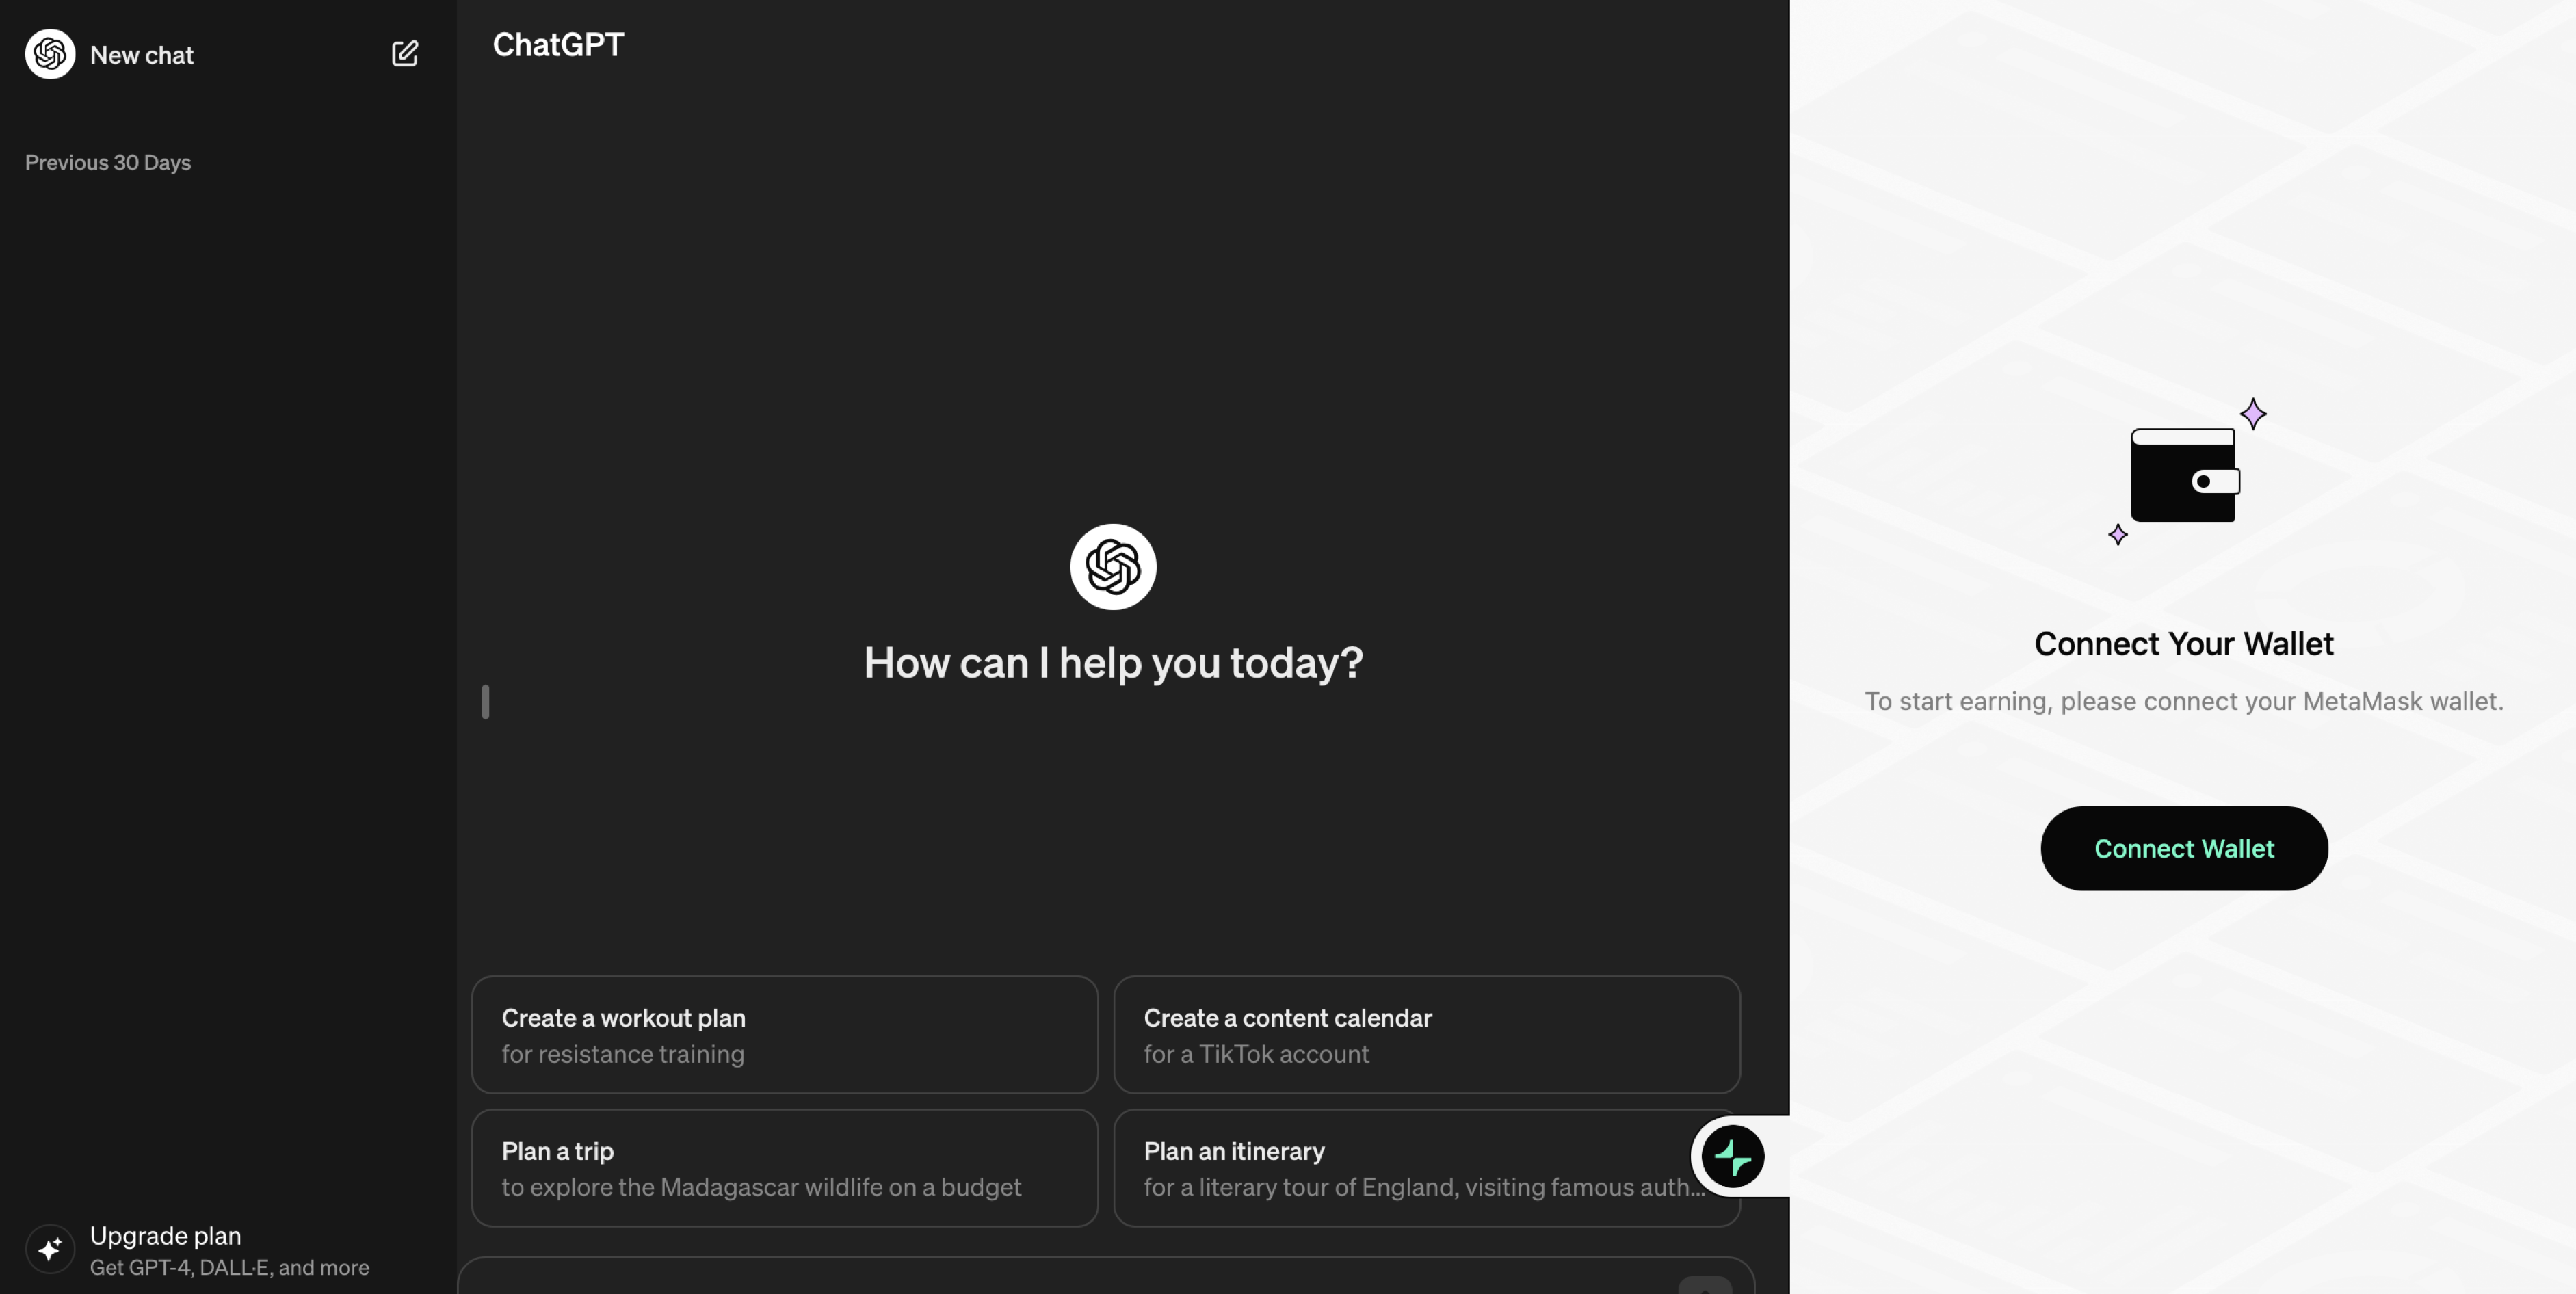 New chat
Previous 30 Days
Upgrade plan
Get GPT-4, DALL·E, and more
ChatGPT
How can I help you today?
Create a workout plan
for resistance training
Create a content calendar
for a TikTok account
Plan a trip
to explore the Madagascar wildlife on a budget
Plan an itinerary
for a literary tour of England, visiting famous auth...
Connect Your Wallet
To start earning, please connect your MetaMask wallet.
Connect Wallet